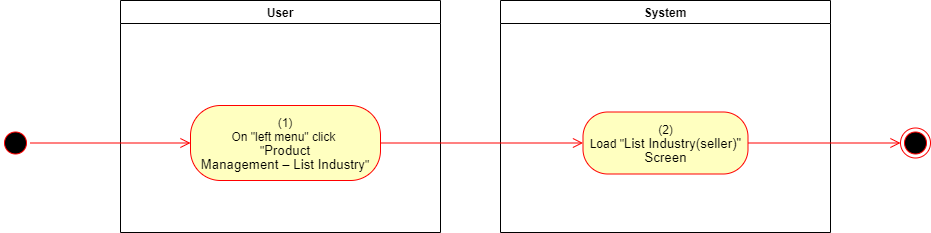 User
System
(1)
On "left menu" click
"Product
Management – List Industry"
(2)
Load "List Industry(seller)"
Screen